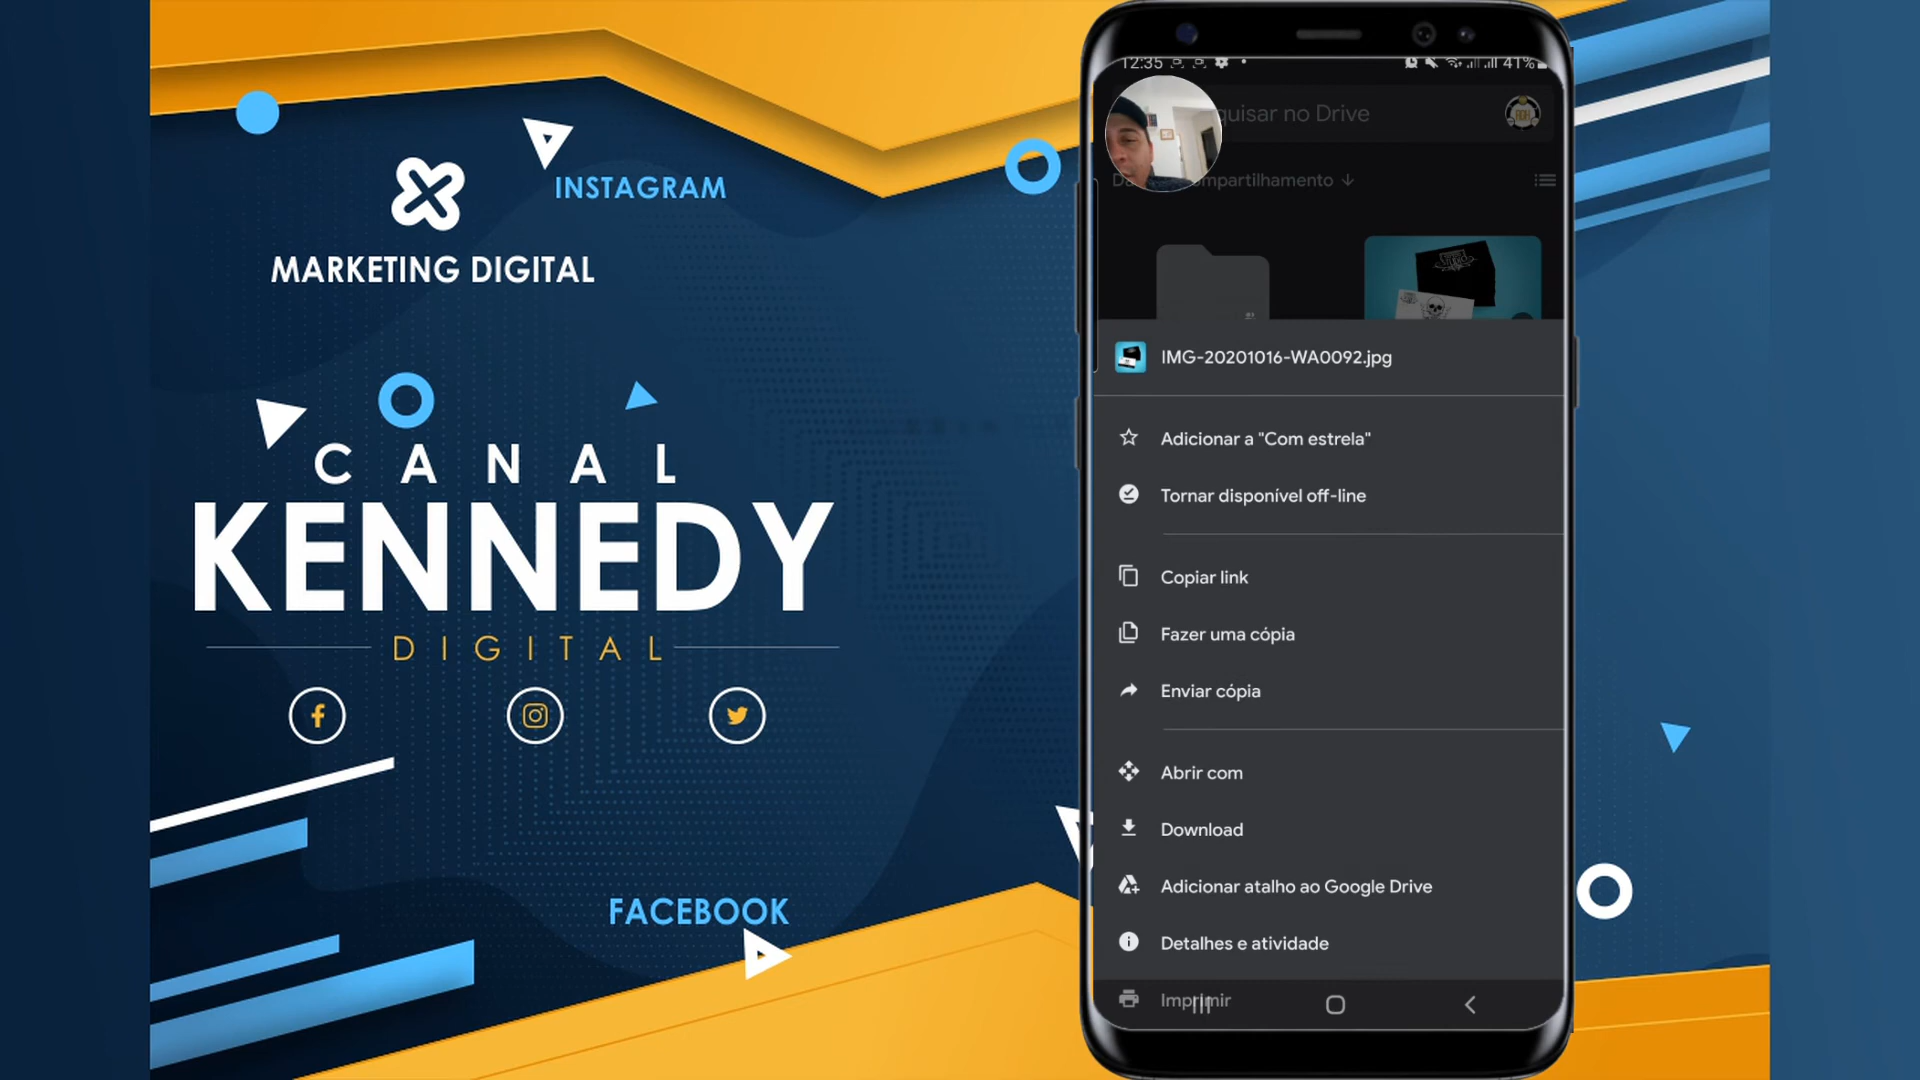 INSTAGRAM
MARKETING DIGITAL
CANAL
KENNEDY
DIGITAL
FACEBOOK
12:35
41%
quisar no Drive
ompartilhamento
IMG-20201016-WA0092.jpg
Adicionar a "Com estrela"
Tornar disponível off-line
Copiar link
Fazer uma cópia
Enviar cópia
Abrir com
Download
Adicionar atalho ao Google Drive
Detalhes e atividade
Imprimir